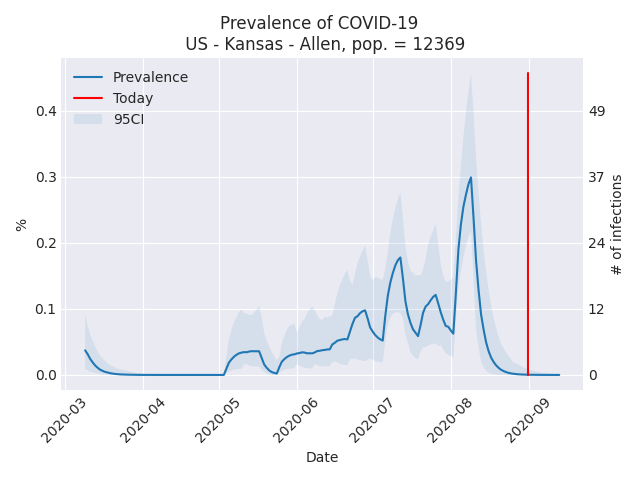 Prevalence of COVID-19
US - Kansas - Allen, pop. = 12369
Prevalence
Today
95CI
%
0.4
0.3
0.2
0.1
0.0
49
37
24
12
0
# of infections
2020-03
2020-04
2020-05
2020-06
2020-07
2020-08
2020-09
Date